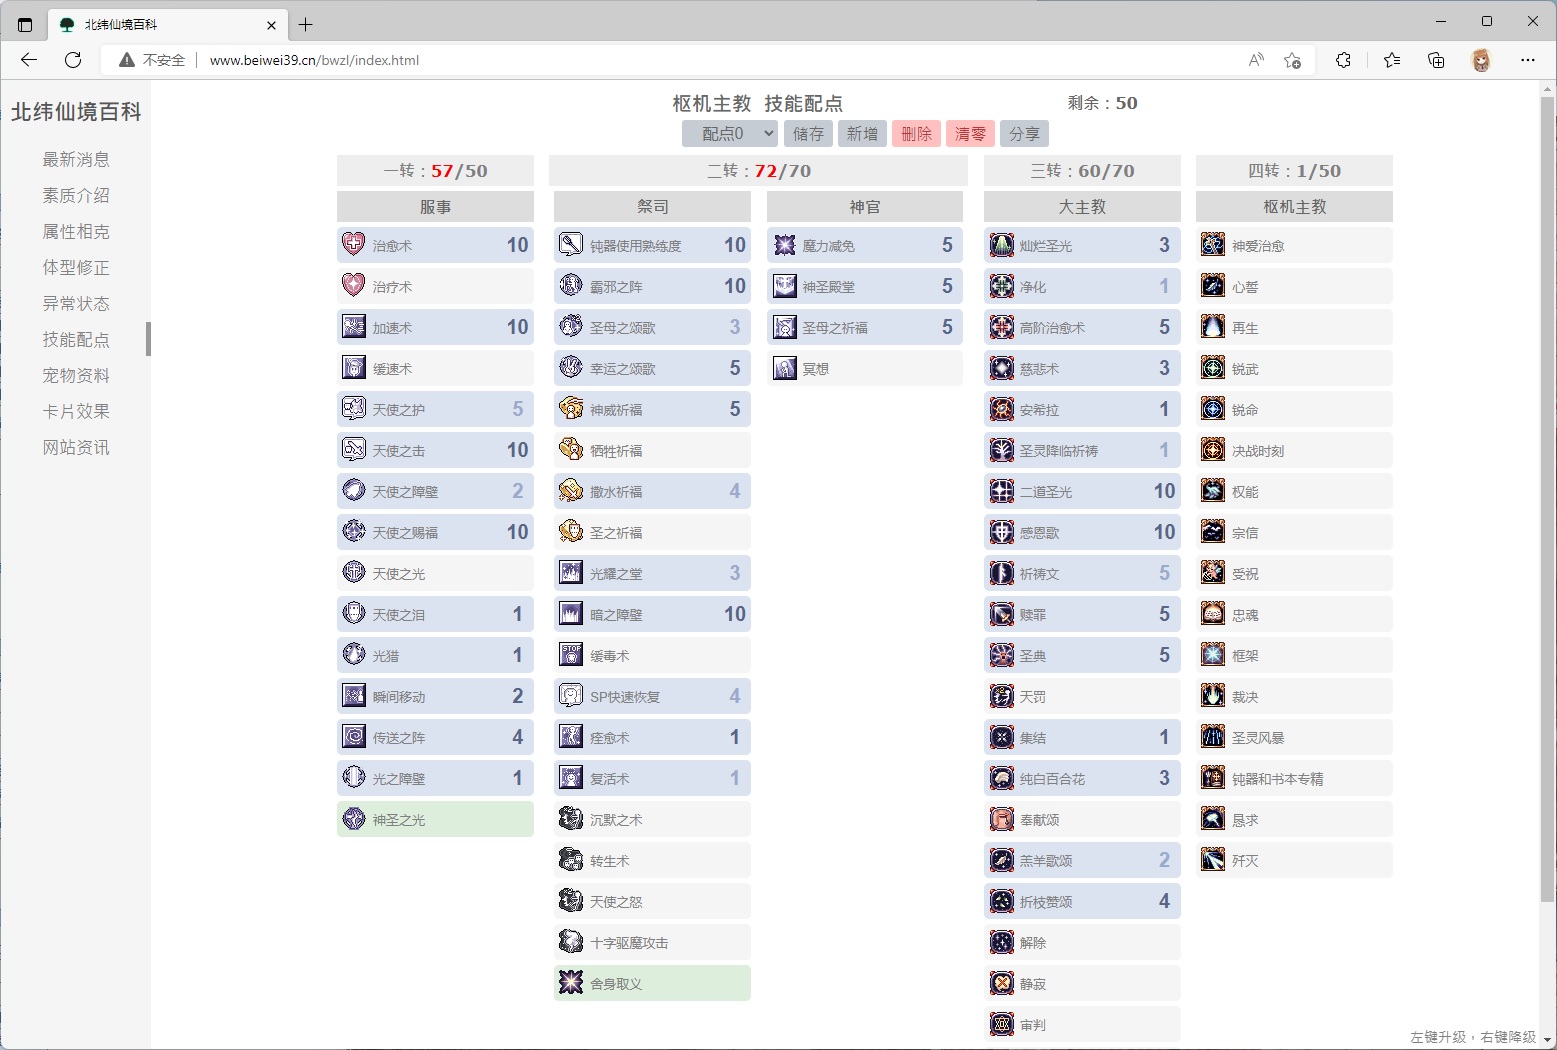 北纬仙境百科
不安全
www.beiwei39.cn/bwzl/index.html
北纬仙境百科
最新消息
素质介绍
属性相克
体型修正
异常状态
技能配点
宠物资料
卡片效果
网站资讯
枢机主教 技能配点
剩余：50
配点0 储存 新增 删除 清零 分享
一转：57/50
服事
治愈术 10
治疗术
加速术 10
缓速术
天使之护 5
天使之击 10
天使之障壁 2
天使之赐福 10
天使之光
天使之泪 1
光猎 1
瞬间移动 2
传送之阵 4
光之障壁 1
神圣之光
二转：72/70
祭司
钝器使用熟练度 10
霸邪之阵 10
圣母之颂歌 3
幸运之颂歌 5
神威祈福 5
牺牲祈福
撒水祈福 4
圣之祈福
光耀之堂 3
暗之障壁 10
STOP
缓毒术
SP快速恢复 4
痊愈术 1
复活术 1
沉默之术
转生术
天使之怒
十字驱魔攻击
舍身取义
神官
魔力减免 5
神圣殿堂 5
圣母之祈福 5
冥想
三转：60/70
大主教
灿烂圣光 3
净化 1
高阶治愈术 5
慈悲术 3
安希拉 1
圣灵降临祈祷 1
二道圣光 10
感恩歌 10
祈祷文 5
赎罪 5
圣典 5
天罚
集结 1
纯白百合花 3
奉献颂
羔羊歌颂 2
折枝赞颂 4
解除
静寂
审判
四转：1/50
枢机主教
神爱治愈
心誓
再生
锐武
锐命
决战时刻
权能
宗信
受祝
忠魂
框架
裁决
圣灵风暴
钝器和书本专精
恳求
歼灭
左键升级，右键降级